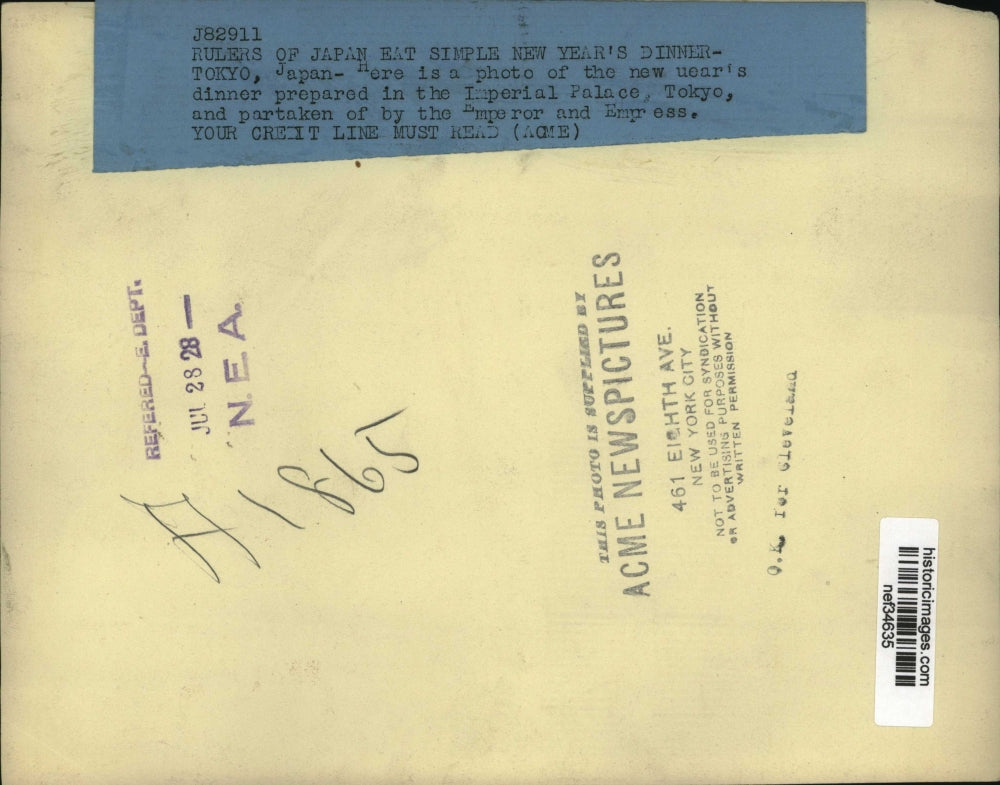 J82911
RULERS OF JAPAN EAT SIMPLE NEW YEAR'S DINNER-
TOKYO, Japan- Here is a photo of the new uear's
dinner prepared in the Imperial Palace, Tokyo,
and partaken of by the Emperor and Empress.
YOUR CREDIT LINE MUST READ (ACME)
REFERED-E. DEPT.
JUL 28 28
N. E. A.
1865
THIS PHOTO IS SUPPLIED BY
ACME NEWSPICTURES
461 EIGHTH AVE.
NEW YORK CITY
NOT TO BE USED FOR SYNDICATION
OR ADVERTISING PURPOSES WITHOUT
WRITTEN PERMISSION
O.K. for Cleveland
historicimages.com
nef34635